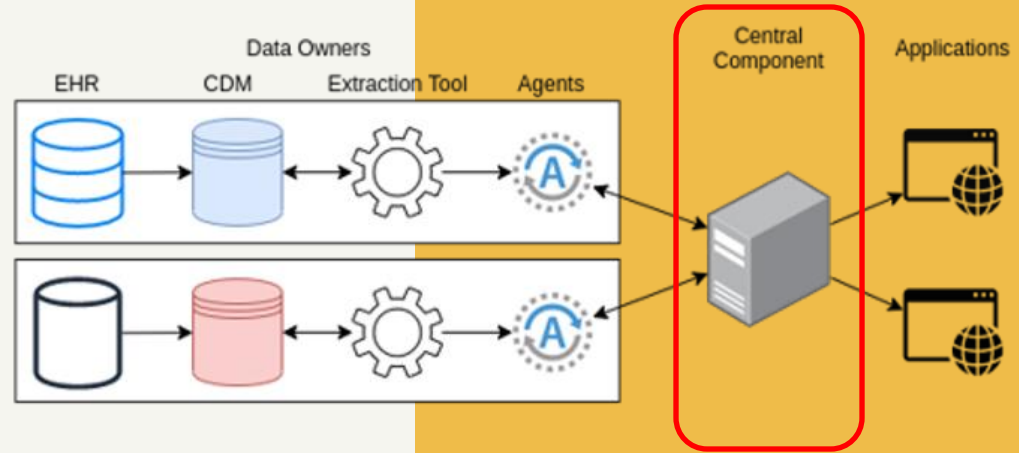 Data Owners
EHR
CDM
Extraction Tool
Agents
Central
Component
Applications
A
A